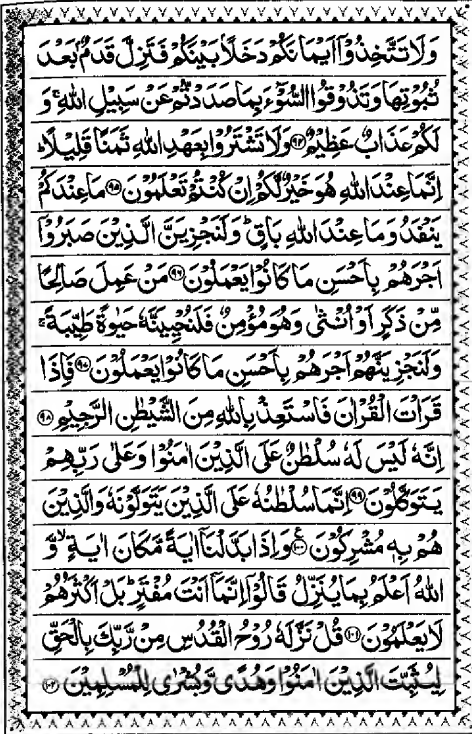 وَلَا تَتَّخِذُوْۤا اَيْمَانَكُمْ دَخَلًۢا بَيْنَكُمْ فَتَزِلَّ قَدَمٌۢ بَعْدَ
ثُبُوْتِهَا وَتَذُوْقُوا السُّوْٓءَ بِمَا صَدَدْتُّمْ عَنْ سَبِيْلِ اللّٰهِ ۚ وَ
لَكُمْ عَذَابٌ عَظِيْمٌ ﴿۹۴﴾ وَلَا تَشْتَرُوْا بِعَهْدِ اللّٰهِ ثَمَنًا قَلِيْلًا ؕ
اِنَّمَا عِنْدَ اللّٰهِ هُوَ خَيْرٌ لَّكُمْ اِنْ كُنْتُمْ تَعْلَمُوْنَ ﴿۹۵﴾ مَا عِنْدَكُمْ
يَنْفَدُ وَمَا عِنْدَ اللّٰهِ بَاقٍ ؕ وَلَنَجْزِيَنَّ الَّذِيْنَ صَبَرُوْۤا
اَجْرَهُمْ بِاَحْسَنِ مَا كَانُوْا يَعْمَلُوْنَ ﴿۹۶﴾ مَنْ عَمِلَ صَالِحًا
مِّنْ ذَكَرٍ اَوْ اُنْثٰى وَهُوَ مُؤْمِنٌ فَلَنُحْيِيَنَّهٗ حَيٰوةً طَيِّبَةً ۚ
وَلَنَجْزِيَنَّهُمْ اَجْرَهُمْ بِاَحْسَنِ مَا كَانُوْا يَعْمَلُوْنَ ﴿۹۷﴾ فَاِذَا
قَرَاْتَ الْقُرْاٰنَ فَاسْتَعِذْ بِاللّٰهِ مِنَ الشَّيْطٰنِ الرَّجِيْمِ ﴿۹۸﴾
اِنَّهٗ لَيْسَ لَهٗ سُلْطٰنٌ عَلَى الَّذِيْنَ اٰمَنُوْا وَعَلٰى رَبِّهِمْ
يَتَوَكَّلُوْنَ ﴿۹۹﴾ اِنَّمَا سُلْطٰنُهٗ عَلَى الَّذِيْنَ يَتَوَلَّوْنَهٗ وَالَّذِيْنَ
هُمْ بِهٖ مُشْرِكُوْنَ ﴿۱۰۰﴾ ع وَاِذَا بَدَّلْنَاۤ اٰيَةً مَّكَانَ اٰيَةٍ ۙ وَّ
اللّٰهُ اَعْلَمُ بِمَا يُنَزِّلُ قَالُوْۤا اِنَّمَاۤ اَنْتَ مُفْتَرٍ ؕ بَلْ اَكْثَرُهُمْ
لَا يَعْلَمُوْنَ ﴿۱۰۱﴾ قُلْ نَزَّلَهٗ رُوْحُ الْقُدُسِ مِنْ رَّبِّكَ بِالْحَقِّ
لِيُثَبِّتَ الَّذِيْنَ اٰمَنُوْا وَهُدًى وَّبُشْرٰى لِلْمُسْلِمِيْنَ ﴿۱۰۲﴾